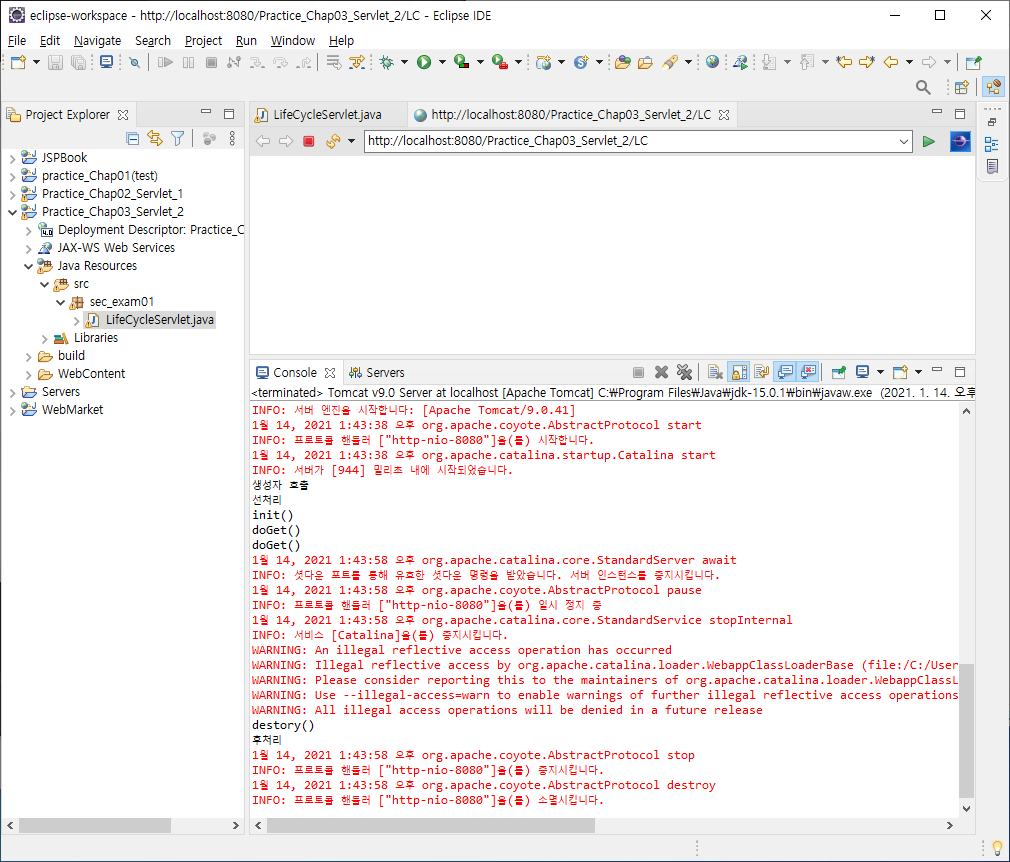 eclipse-workspace - http://localhost:8080/Practice_Chap03_Servlet_2/LC - Eclipse IDE
File Edit Navigate Search Project Run Window Help
Project Explorer
JSPBook
practice_Chap01(test)
Practice_Chap02_Servlet_1
Practice_Chap03_Servlet_2
Deployment Descriptor: Practice_C
JAX-WS Web Services
Java Resources
src
sec_exam01
LifeCycleServlet.java
Libraries
build
WebContent
Servers
WebMarket
LifeCycleServlet.java http://localhost:8080/Practice_Chap03_Servlet_2/LC
http://localhost:8080/Practice_Chap03_Servlet_2/LC
Console Servers
<terminated> Tomcat v9.0 Server at localhost [Apache Tomcat] C:₩Program Files₩Java₩jdk-15.0.1₩bin₩javaw.exe (2021. 1. 14. 오후
INFO: 서버 엔진을 시작합니다: [Apache Tomcat/9.0.41]
1월 14, 2021 1:43:38 오후 org.apache.coyote.AbstractProtocol start
INFO: 프로토콜 핸들러 ["http-nio-8080"]을(를) 시작합니다.
1월 14, 2021 1:43:38 오후 org.apache.catalina.startup.Catalina start
INFO: 서버가 [944] 밀리초 내에 시작되었습니다.
생성자 호출
선처리
init()
doGet()
doGet()
1월 14, 2021 1:43:58 오후 org.apache.catalina.core.StandardServer await
INFO: 셧다운 포트를 통해 유효한 셧다운 명령을 받았습니다. 서버 인스턴스를 중지시킵니다.
1월 14, 2021 1:43:58 오후 org.apache.coyote.AbstractProtocol pause
INFO: 프로토콜 핸들러 ["http-nio-8080"]을(를) 일시 정지 중
1월 14, 2021 1:43:58 오후 org.apache.catalina.core.StandardService stopInternal
INFO: 서비스 [Catalina]을(를) 중지시킵니다.
WARNING: An illegal reflective access operation has occurred
WARNING: Illegal reflective access by org.apache.catalina.loader.WebappClassLoaderBase (file:/C:/User
WARNING: Please consider reporting this to the maintainers of org.apache.catalina.loader.WebappClassL
WARNING: Use --illegal-access=warn to enable warnings of further illegal reflective access operations
WARNING: All illegal access operations will be denied in a future release
destory()
후처리
1월 14, 2021 1:43:58 오후 org.apache.coyote.AbstractProtocol stop
INFO: 프로토콜 핸들러 ["http-nio-8080"]을(를) 중지시킵니다.
1월 14, 2021 1:43:58 오후 org.apache.coyote.AbstractProtocol destroy
INFO: 프로토콜 핸들러 ["http-nio-8080"]을(를) 소멸시킵니다.